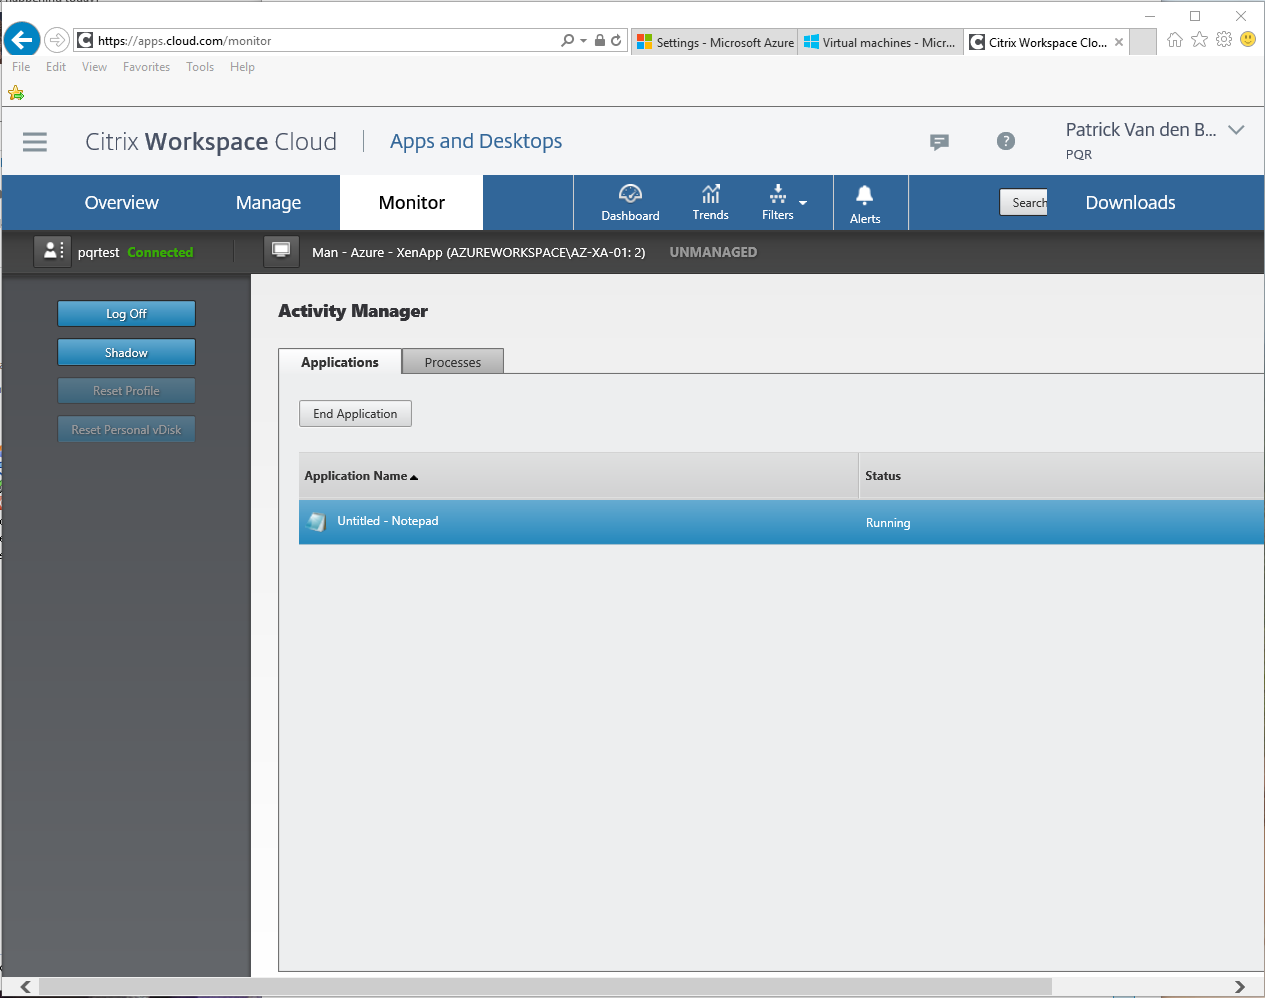 https://apps.cloud.com/monitor
Settings - Microsoft Azure
Virtual machines - Micr...
Citrix Workspace Clo...
File Edit View Favorites Tools Help
Citrix Workspace Cloud
Apps and Desktops
Patrick Van den B...
PQR
Overview
Manage
Monitor
Dashboard
Trends
Filters
Alerts
Search
Downloads
pqrtest Connected
Man - Azure - XenApp (AZUREWORKSPACE\AZ-XA-01: 2)
UNMANAGED
Log Off
Shadow
Reset Profile
Reset Personal vDisk
Activity Manager
Applications
Processes
End Application
Application Name
Status
Untitled - Notepad
Running